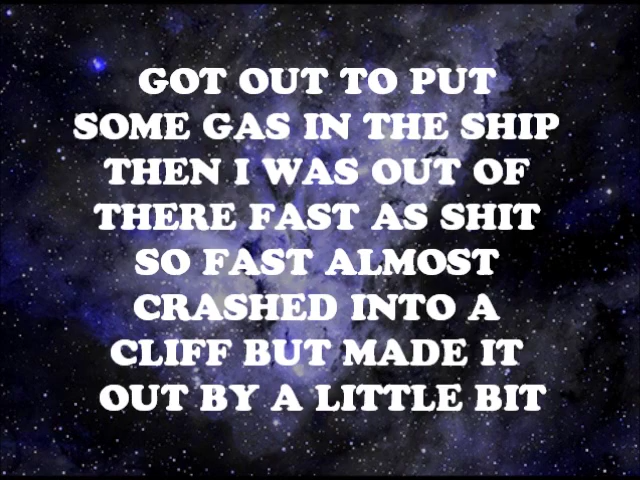 GOT OUT TO PUT
SOME GAS IN THE SHIP
THEN I WAS OUT OF
THERE FAST AS SHIT
SO FAST ALMOST
CRASHED INTO A
CLIFF BUT MADE IT
OUT BY A LITTLE BIT